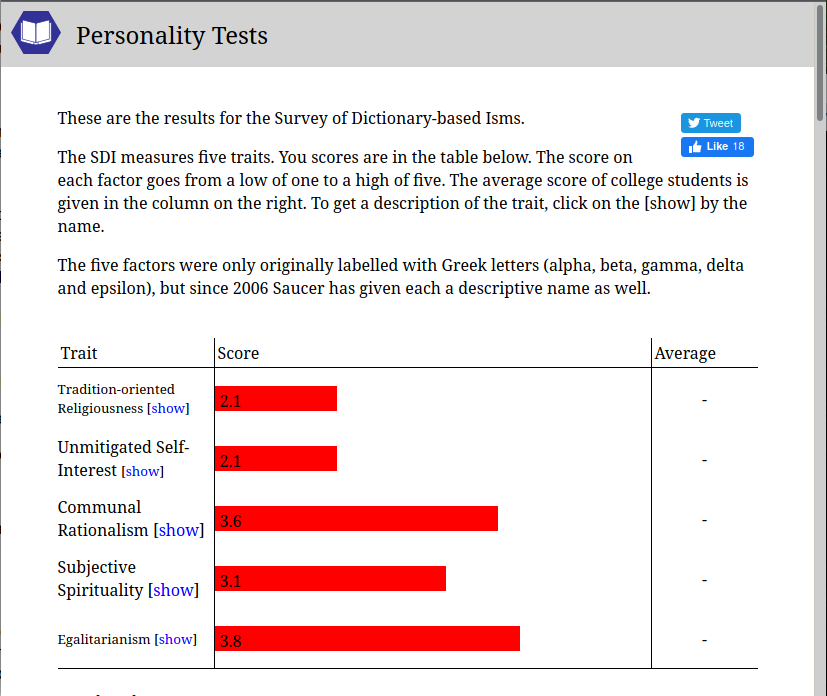 Personality Tests
These are the results for the Survey of Dictionary-based Isms.
Tweet
Like 18
The SDI measures five traits. You scores are in the table below. The score on
each factor goes from a low of one to a high of five. The average score of college students is
given in the column on the right. To get a description of the trait, click on the [show] by the
name.
The five factors were only originally labelled with Greek letters (alpha, beta, gamma, delta
and epsilon), but since 2006 Saucer has given each a descriptive name as well.
Trait Score Average
Tradition-oriented
Religiousness [show] 2.1 -
Unmitigated Self-
Interest [show] 2.1 -
Communal
Rationalism [show] 3.6 -
Subjective
Spirituality [show] 3.1 -
Egalitarianism [show] 3.8 -